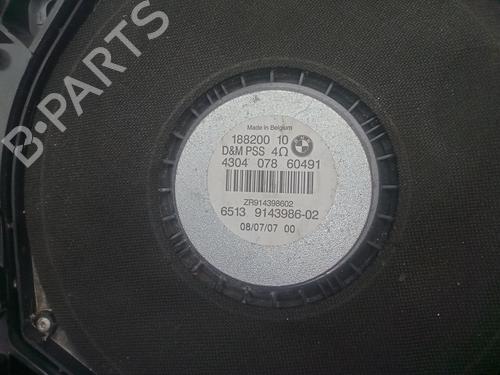 B-PARTS
Made in Belgium
188200 10
D&M PSS 4Ω
4304 078 60491
ZR914398602
6513 9143986-02
08/07/07 00